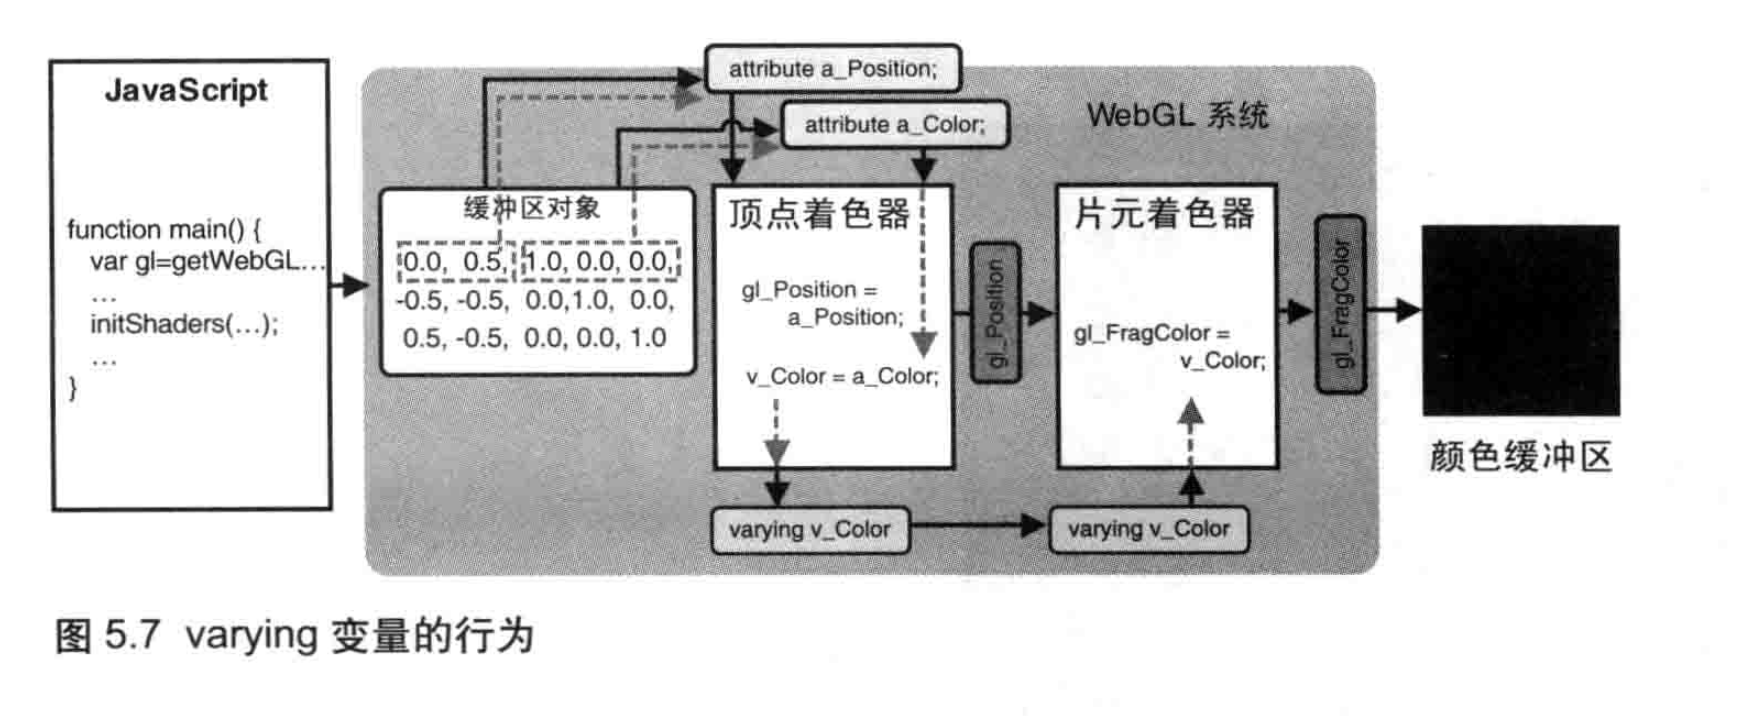 JavaScript
function main() {
var gl=getWebGL...
...
initShaders(...);
...
}
attribute a_Position;
attribute a_Color;
WebGL 系统
缓冲区对象
0.0, 0.5, 1.0, 0.0, 0.0,
-0.5, -0.5, 0.0,1.0, 0.0,
0.5, -0.5, 0.0, 0.0, 1.0
顶点着色器
gl_Position =
a_Position;
v_Color = a_Color;
varying v_Color
gl_Position
片元着色器
gl_FragColor =
v_Color;
varying v_Color
gl_FragColor
颜色缓冲区
图 5.7 varying 变量的行为